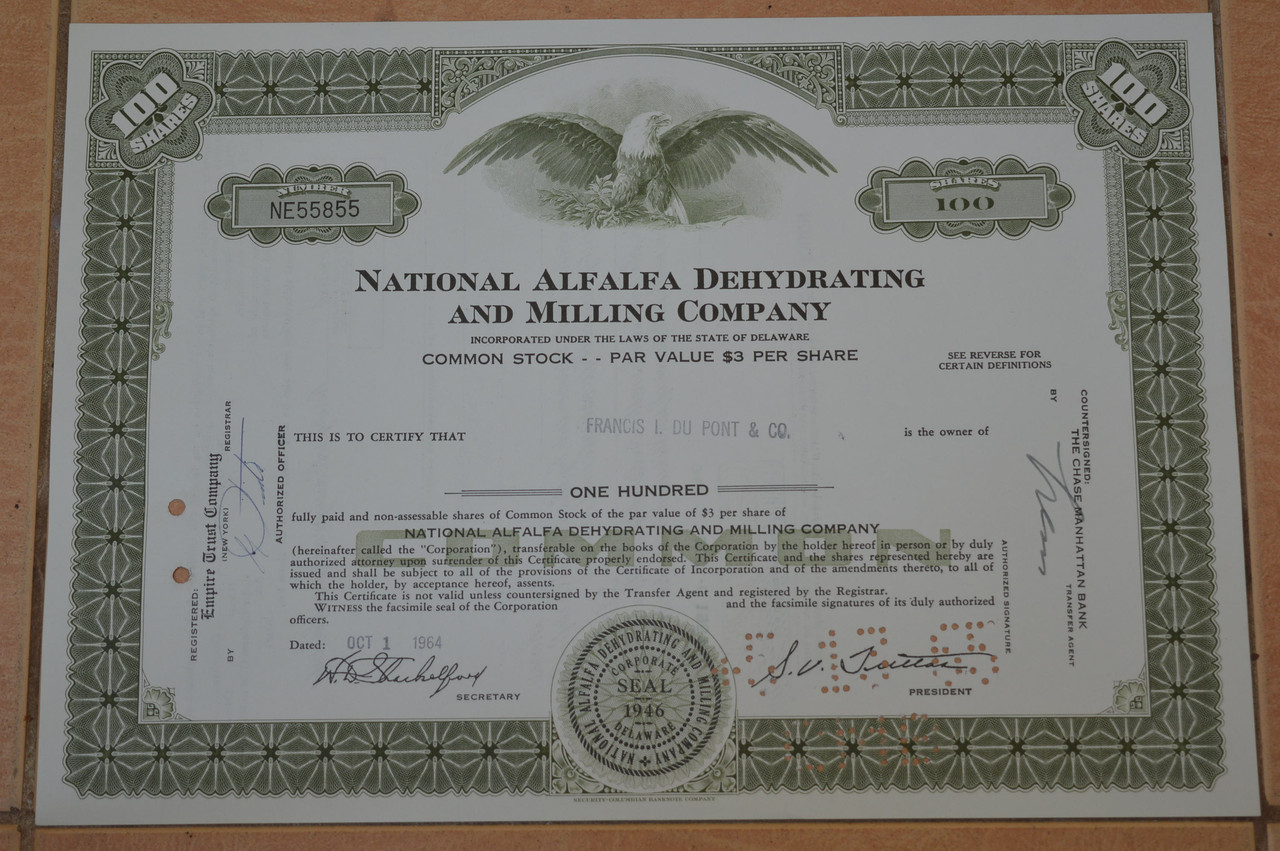 100
SHARES
100
SHARES
NUMBER
NE55855
SHARES
100
NATIONAL ALFALFA DEHYDRATING
AND MILLING COMPANY
INCORPORATED UNDER THE LAWS OF THE STATE OF DELAWARE
COMMON STOCK - - PAR VALUE $3 PER SHARE
SEE REVERSE FOR
CERTAIN DEFINITIONS
THIS IS TO CERTIFY THAT
FRANCIS I. DU PONT & CO.
is the owner of
ONE HUNDRED
fully paid and non-assessable shares of Common Stock of the par value of $3 per share of
NATIONAL ALFALFA DEHYDRATING AND MILLING COMPANY
COMMON
(hereinafter called the "Corporation"), transferable on the books of the Corporation by the holder hereof in person or by duly
authorized attorney upon surrender of this Certificate properly endorsed. This Certificate and the shares represented hereby are
issued and shall be subject to all of the provisions of the Certificate of Incorporation and of the amendments thereto, to all of
which the holder, by acceptance hereof, assents.
This Certificate is not valid unless countersigned by the Transfer Agent and registered by the Registrar.
WITNESS the facsimile seal of the Corporation and the facsimile signatures of its duly authorized
officers.
Dated: OCT 1 1964
SECRETARY
PRESIDENT
NATIONAL ALFALFA DEHYDRATING AND MILLING COMPANY
CORPORATE
SEAL
1946
DELAWARE
REGISTERED:
Empire Trust Company
(NEW YORK)
REGISTRAR
BY
AUTHORIZED OFFICER
COUNTERSIGNED:
THE CHASE MANHATTAN BANK
TRANSFER AGENT
BY
AUTHORIZED SIGNATURE
SECURITY-COLUMBIAN BANKNOTE COMPANY